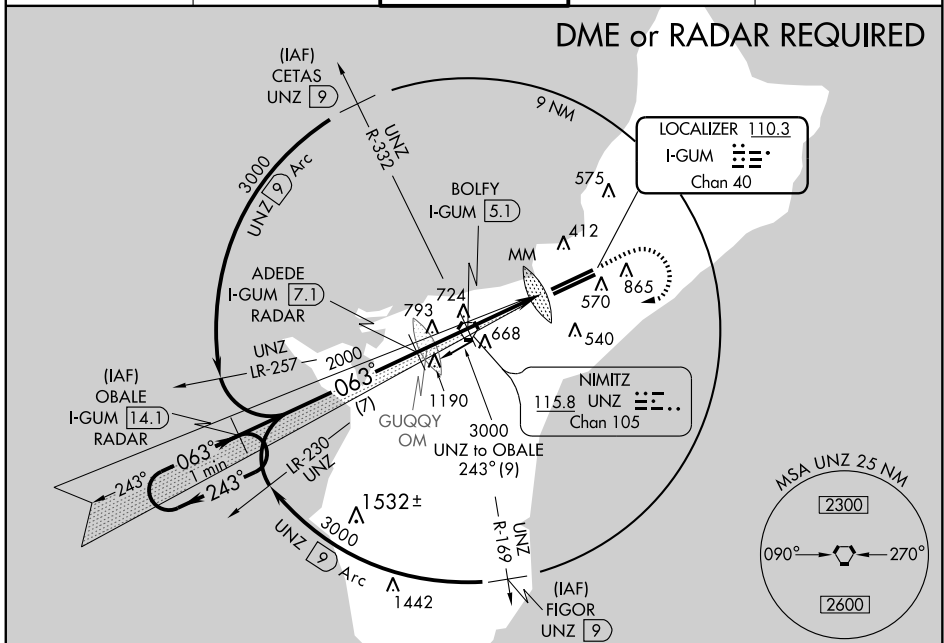 DME or RADAR REQUIRED
(IAF)
CETAS
UNZ 9
9 NM
UNZ
R-332
LOCALIZER 110.3
I-GUM
Chan 40
3000
UNZ 9 Arc
BOLFY
I-GUM 5.1
575
412
MM
ADEDE
I-GUM 7.1
RADAR
793
724
570
865
668
540
UNZ
LR-257
2000
063°
(7)
1190
(IAF)
OBALE
I-GUM 14.1
RADAR
GUQQY
OM
NIMITZ
115.8 UNZ
Chan 105
3000
UNZ to OBALE
243° (9)
063°
1 min
243°
243°
LR-230
UNZ
MSA UNZ 25 NM
2300
090°
270°
2600
1532±
3000
UNZ 9 Arc
UNZ
R-169
1442
(IAF)
FIGOR
UNZ 9